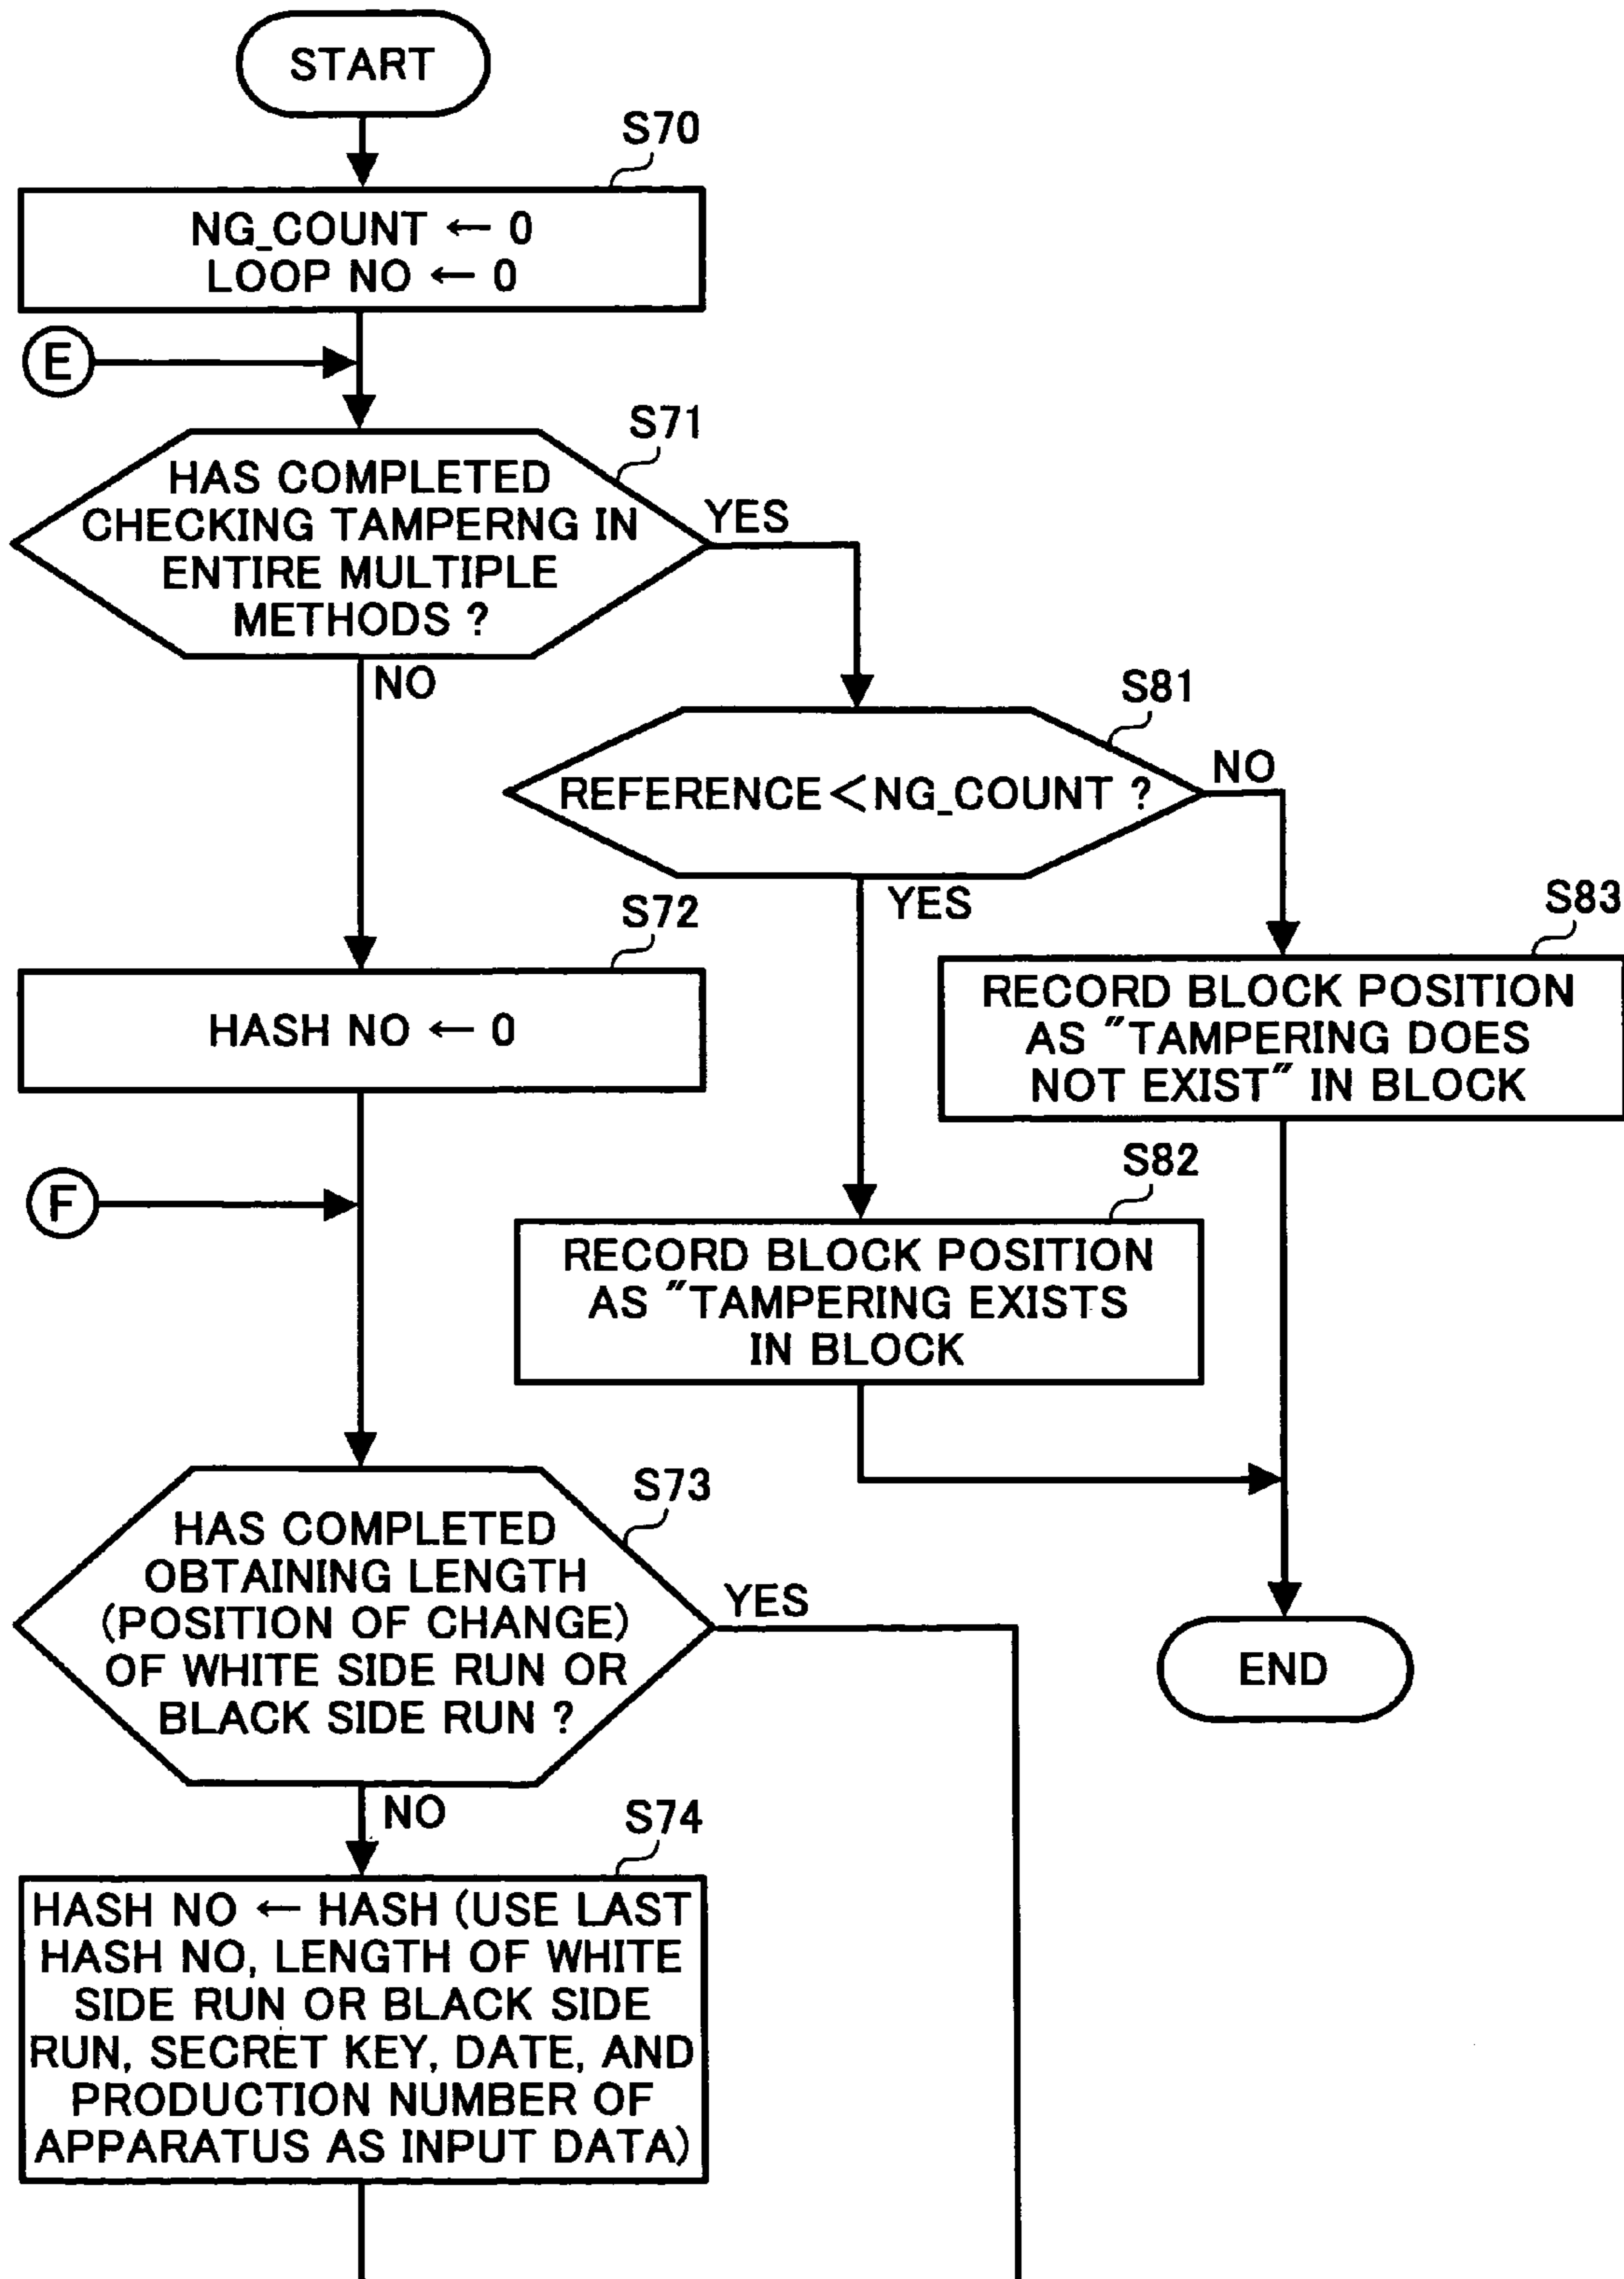 START
S70
NG_COUNT ← 0
LOOP NO ← 0
E
S71
HAS COMPLETED
CHECKING TAMPERNG IN
ENTIRE MULTIPLE
METHODS ?
YES
NO
S81
REFERENCE<NG_COUNT ?
NO
YES
S72
HASH NO ← 0
S83
RECORD BLOCK POSITION
AS "TAMPERING DOES
NOT EXIST" IN BLOCK
F
S82
RECORD BLOCK POSITION
AS "TAMPERING EXISTS
IN BLOCK
S73
HAS COMPLETED
OBTAINING LENGTH
(POSITION OF CHANGE)
OF WHITE SIDE RUN OR
BLACK SIDE RUN ?
YES
NO
END
S74
HASH NO ← HASH (USE LAST
HASH NO, LENGTH OF WHITE
SIDE RUN OR BLACK SIDE
RUN, SECRET KEY, DATE, AND
PRODUCTION NUMBER OF
APPARATUS AS INPUT DATA)